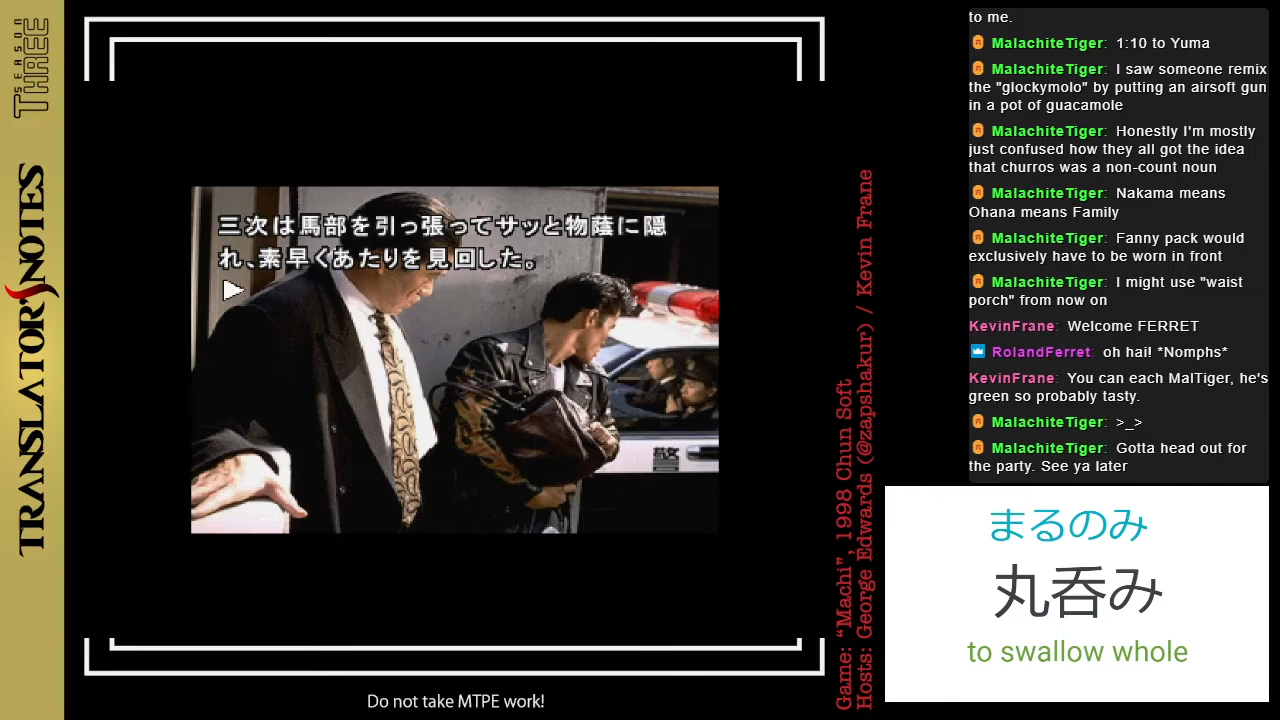 SEASON
THREE
TRANSLATOR'S NOTES
三次は馬部を引っ張ってサッと物蔭に隠
れ、素早くあたりを見回した。
Game: “Machi”, 1998 Chun Soft
Hosts: George Edwards (@zapshakur) / Kevin Frane
Do not take MTPE work!
to me.
MalachiteTiger: 1:10 to Yuma
MalachiteTiger: I saw someone remix
the "glockymolo" by putting an airsoft gun
in a pot of guacamole
MalachiteTiger: Honestly I'm mostly
just confused how they all got the idea
that churros was a non-count noun
MalachiteTiger: Nakama means
Ohana means Family
MalachiteTiger: Fanny pack would
exclusively have to be worn in front
MalachiteTiger: I might use "waist
porch" from now on
KevinFrane: Welcome FERRET
RolandFerret: oh hai! *Nomphs*
KevinFrane: You can each MalTiger, he's
green so probably tasty.
MalachiteTiger: >_>
MalachiteTiger: Gotta head out for
the party. See ya later
まるのみ
丸呑み
to swallow whole